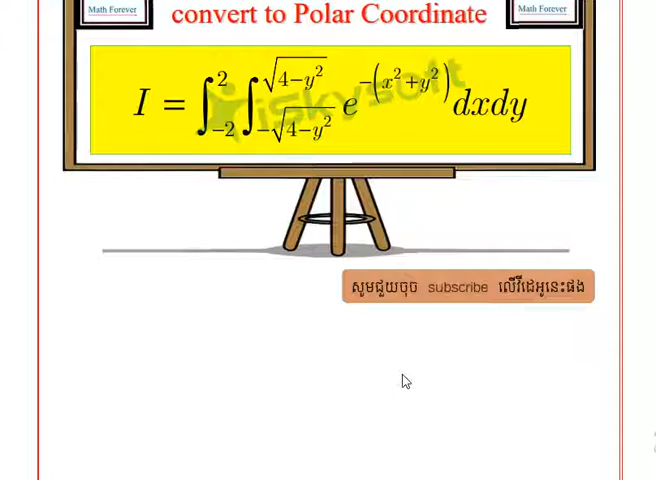 Math Forever
convert to Polar Coordinate
Math Forever
I = ∫_{-2}^{2} ∫_{-√(4-y²)}^{√(4-y²)} e^{-(x²+y²)} dxdy
iSkysoft
សូមជួយចុច subscribe លើវីដេអូនេះផង